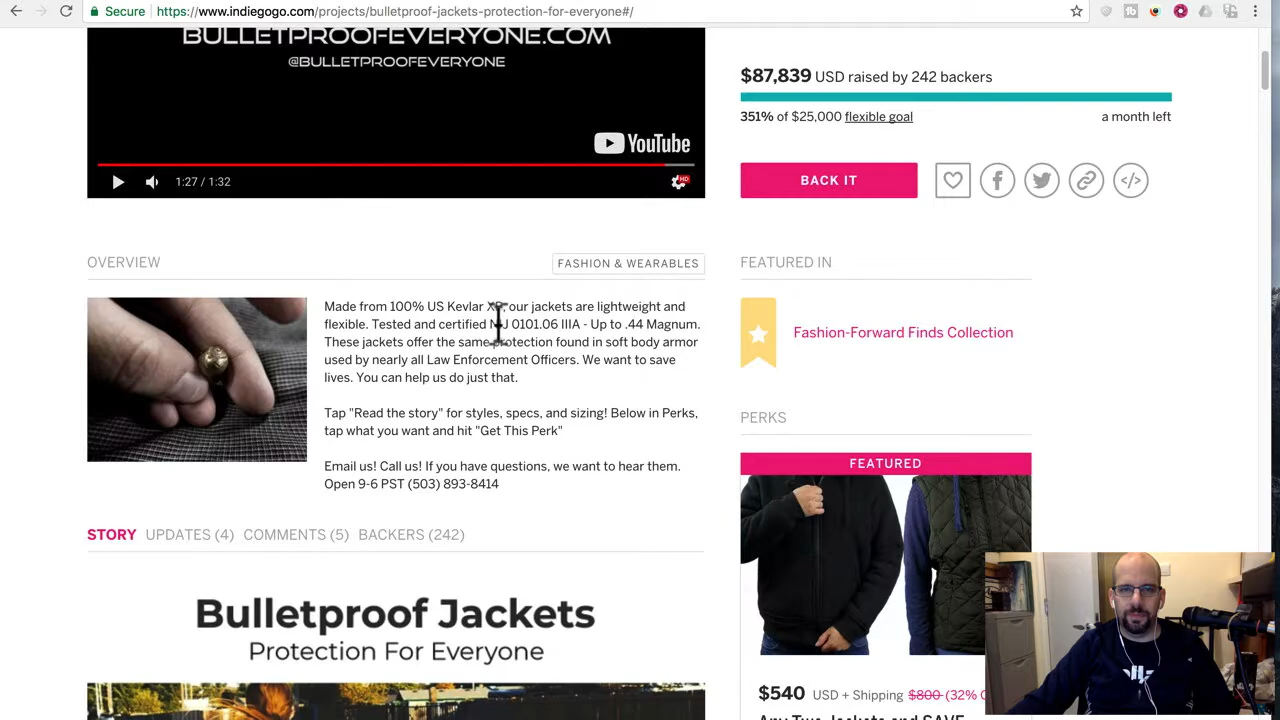 Secure
https://www.indiegogo.com/projects/bulletproof-jackets-protection-for-everyone#/
BULLETPROOFEVERYONE.COM
@BULLETPROOFEVERYONE
YouTube
1:27 / 1:32
HD
$87,839 USD raised by 242 backers
351% of $25,000 flexible goal
a month left
BACK IT
OVERVIEW
FASHION & WEARABLES
Made from 100% US Kevlar our jackets are lightweight and
flexible. Tested and certified 0101.06 IIIA - Up to .44 Magnum.
These jackets offer the same protection found in soft body armor
used by nearly all Law Enforcement Officers. We want to save
lives. You can help us do just that.
Tap "Read the story" for styles, specs, and sizing! Below in Perks,
tap what you want and hit "Get This Perk"
Email us! Call us! If you have questions, we want to hear them.
Open 9-6 PST (503) 893-8414
STORY UPDATES (4) COMMENTS (5) BACKERS (242)
Bulletproof Jackets
Protection For Everyone
FEATURED IN
Fashion-Forward Finds Collection
PERKS
FEATURED
$540 USD + Shipping $800 (32%
Any Two Jackets and SAVE